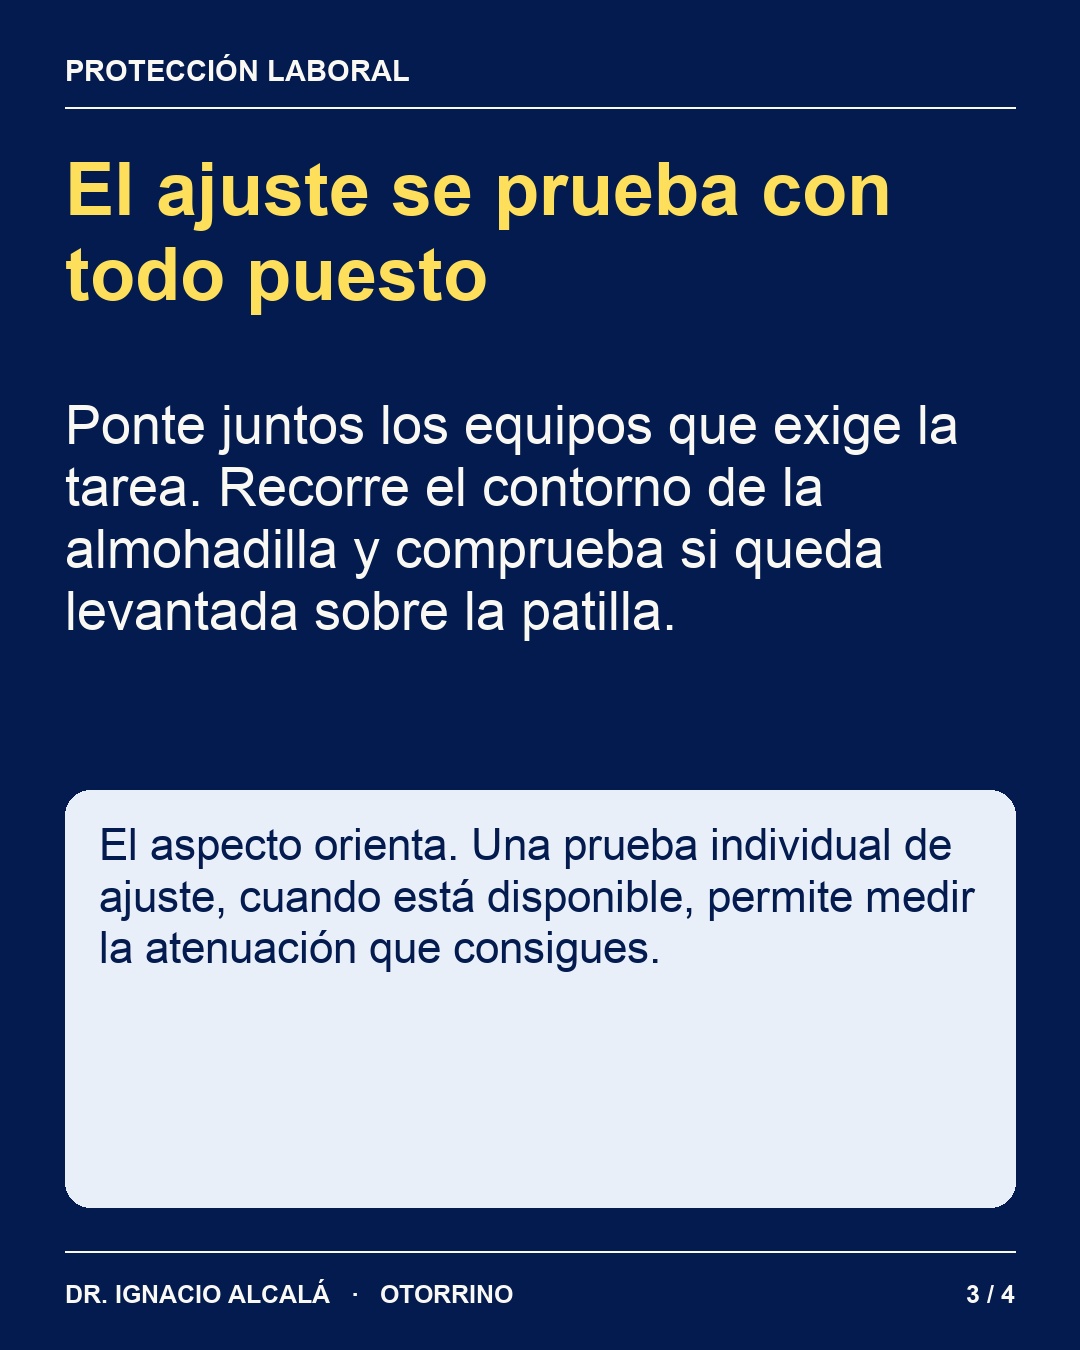 PROTECCIÓN LABORAL
El ajuste se prueba con
todo puesto
Ponte juntos los equipos que exige la
tarea. Recorre el contorno de la
almohadilla y comprueba si queda
levantada sobre la patilla.
El aspecto orienta. Una prueba individual de
ajuste, cuando está disponible, permite medir
la atenuación que consigues.
DR. IGNACIO ALCALÁ · OTORRINO
3 / 4